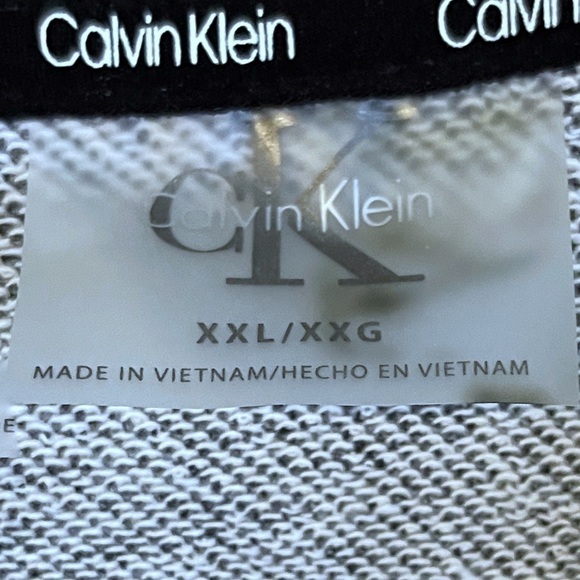 Calvin Klein Calvin
CK
Calvin Klein
XXL/XXG
MADE IN VIETNAM/HECHO EN VIETNAM
E